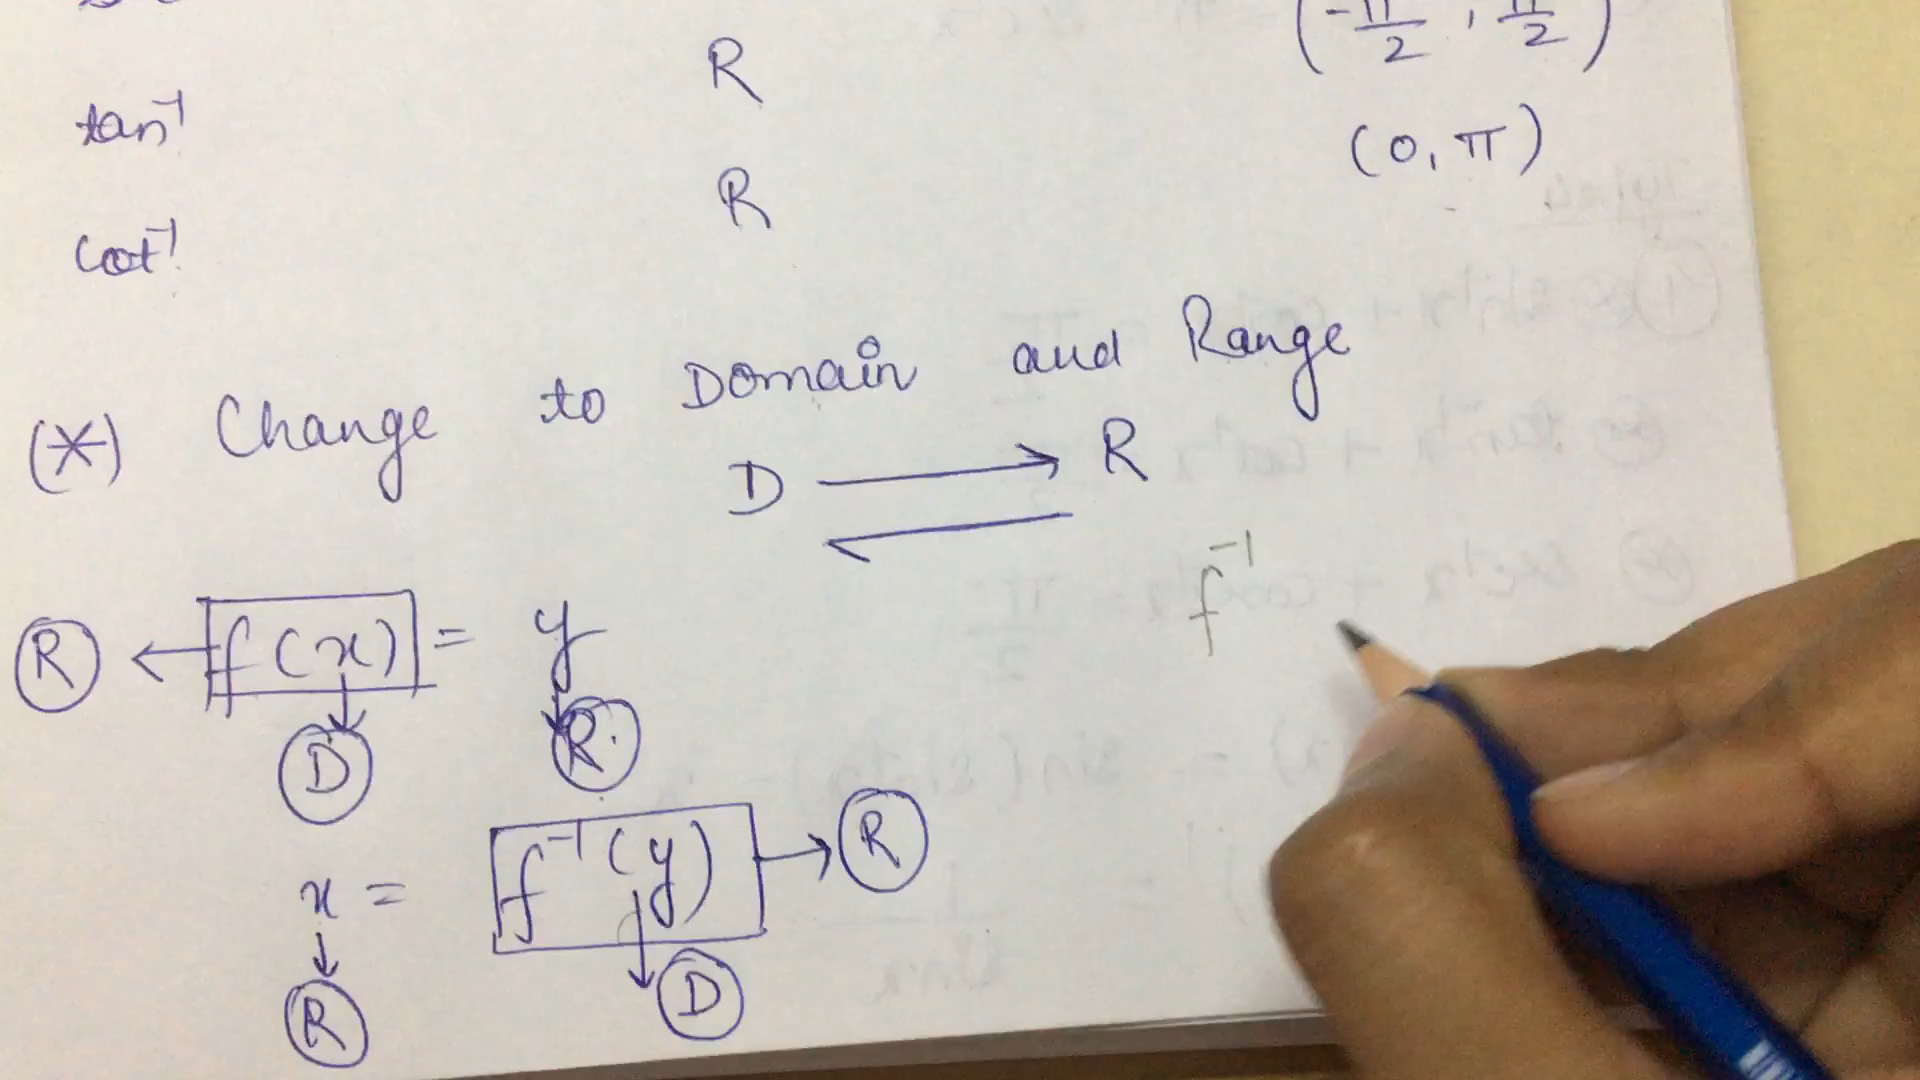 R (-π/2, π/2)
tan⁻¹ R (0, π)
cot⁻¹
(*) Change to Domain and Range
D → R
←
f⁻¹
R ← f(x) = y
D R
x = f⁻¹(y) → R
R D